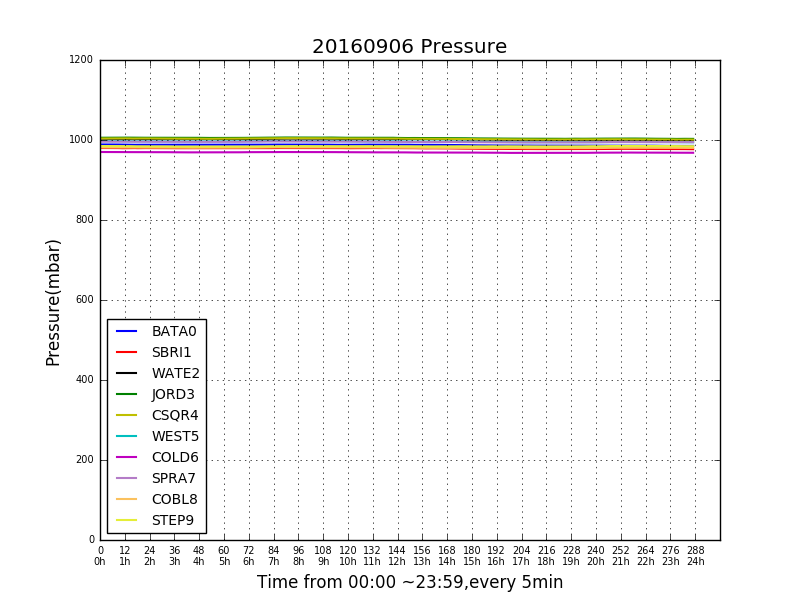 20160906 Pressure
1200
1000
800
600
400
200
0
Pressure(mbar)
BATA0
SBRI1
WATE2
JORD3
CSQR4
WEST5
COLD6
SPRA7
COBL8
STEP9
0 12 24 36 48 60 72 84 96 108 120 132 144 156 168 180 192 204 216 228 240 252 264 276 288
0h 1h 2h 3h 4h 5h 6h 7h 8h 9h 10h 11h 12h 13h 14h 15h 16h 17h 18h 19h 20h 21h 22h 23h 24h
Time from 00:00 ~23:59,every 5min